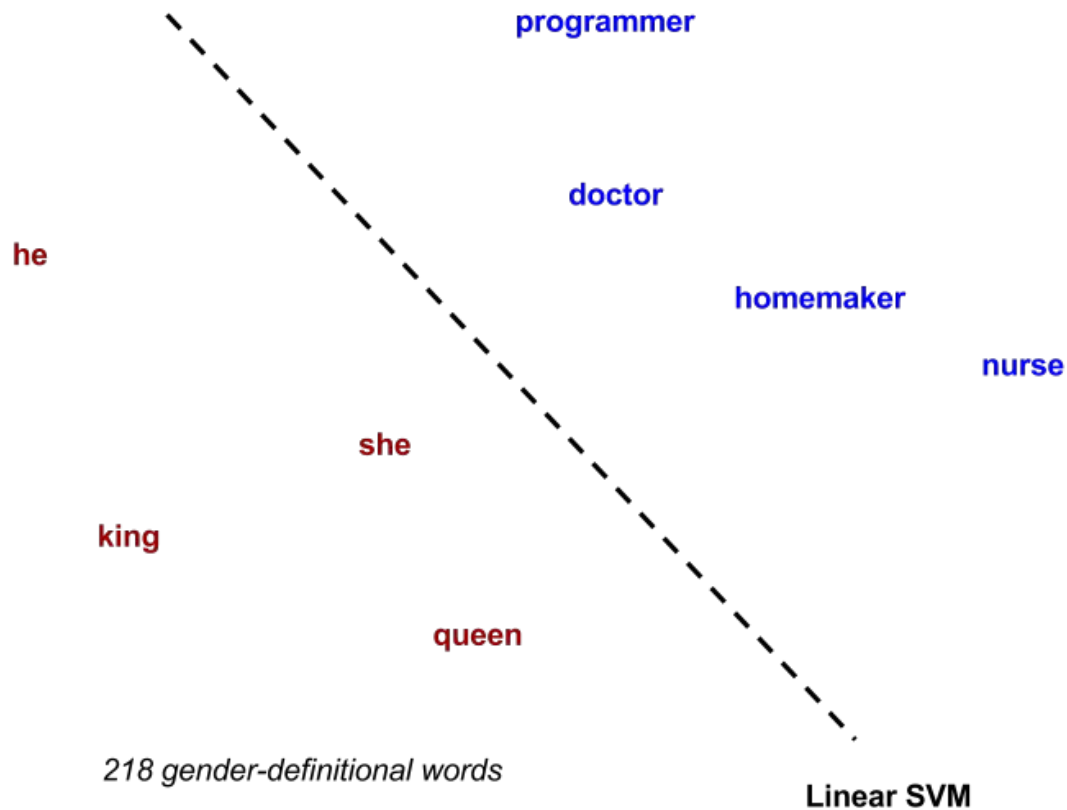 programmer
doctor
he
homemaker
nurse
she
king
queen
218 gender-definitional words
Linear SVM